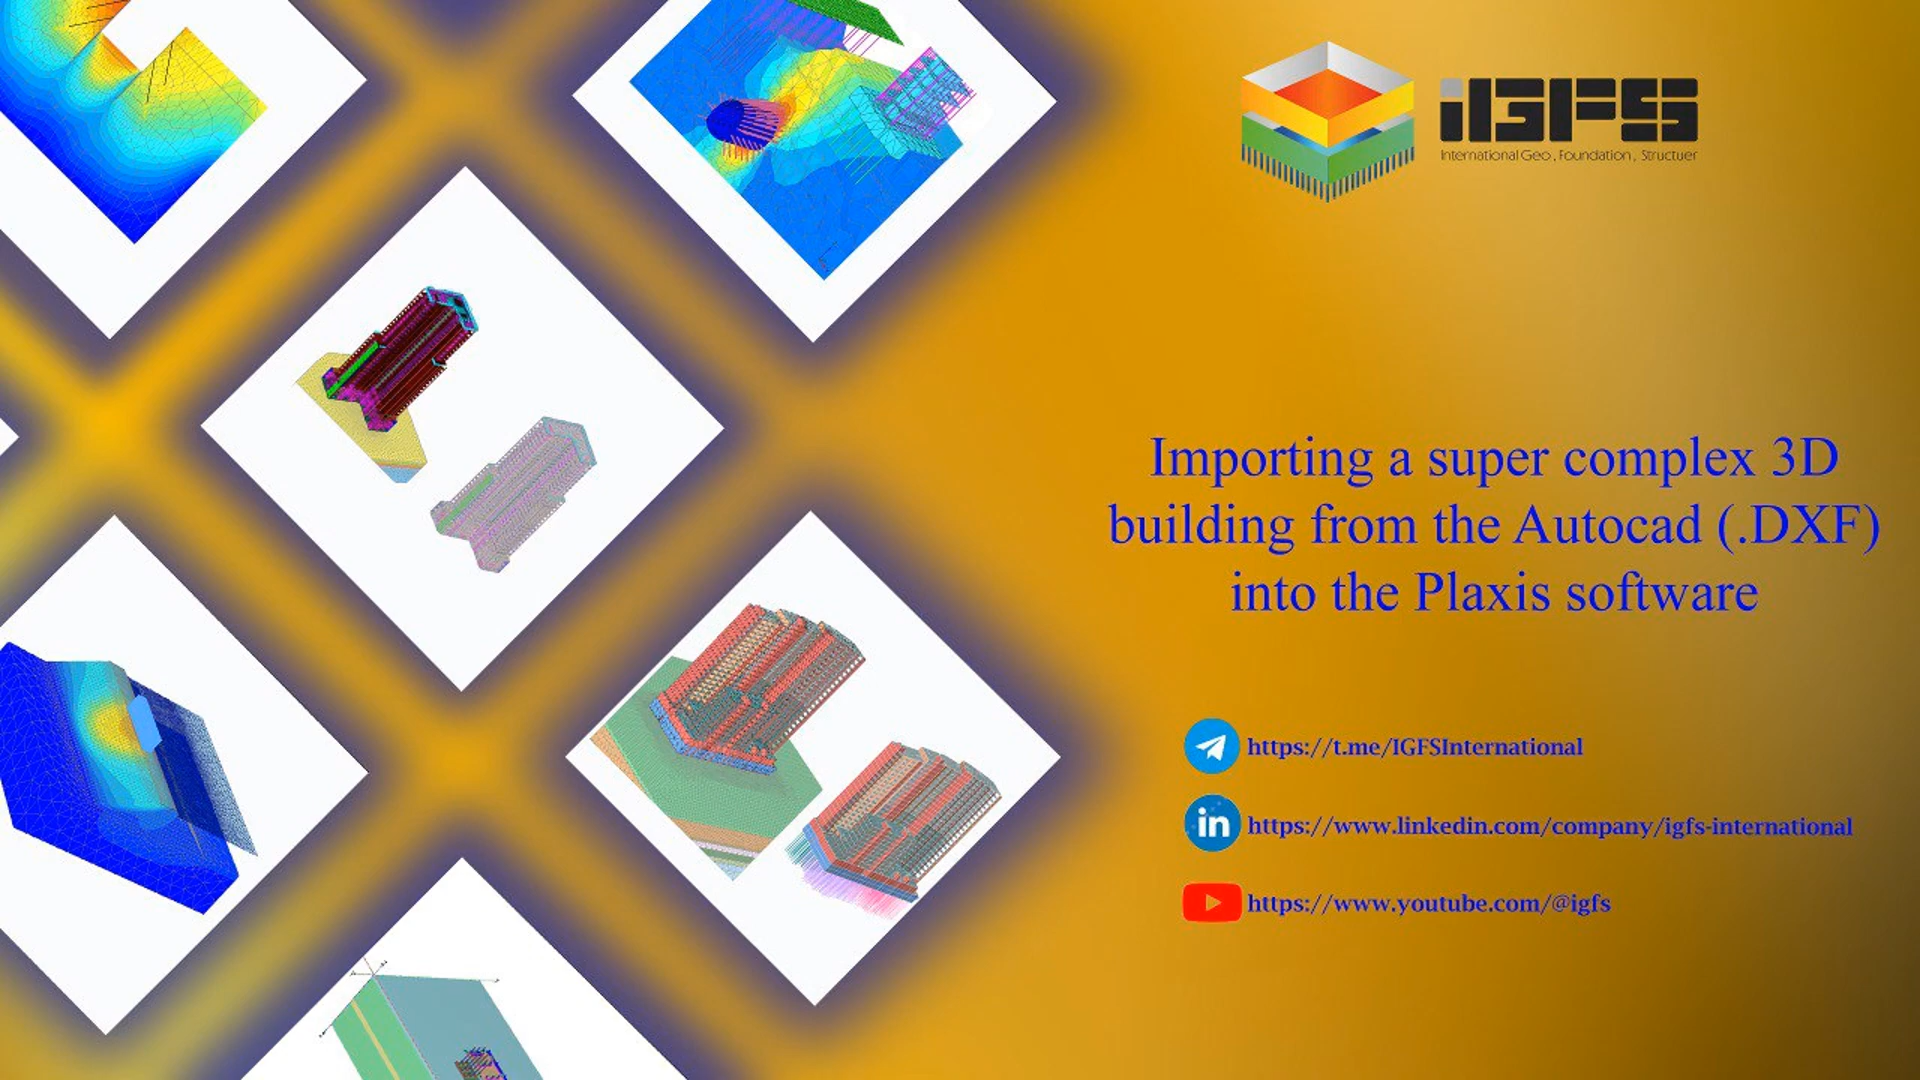 iGFS
International Geo , Foundation , Structuer
Importing a super complex 3D
building from the Autocad (.DXF)
into the Plaxis software
https://t.me/IGFSInternational
in https://www.linkedin.com/company/igfs-international
https://www.youtube.com/@igfs